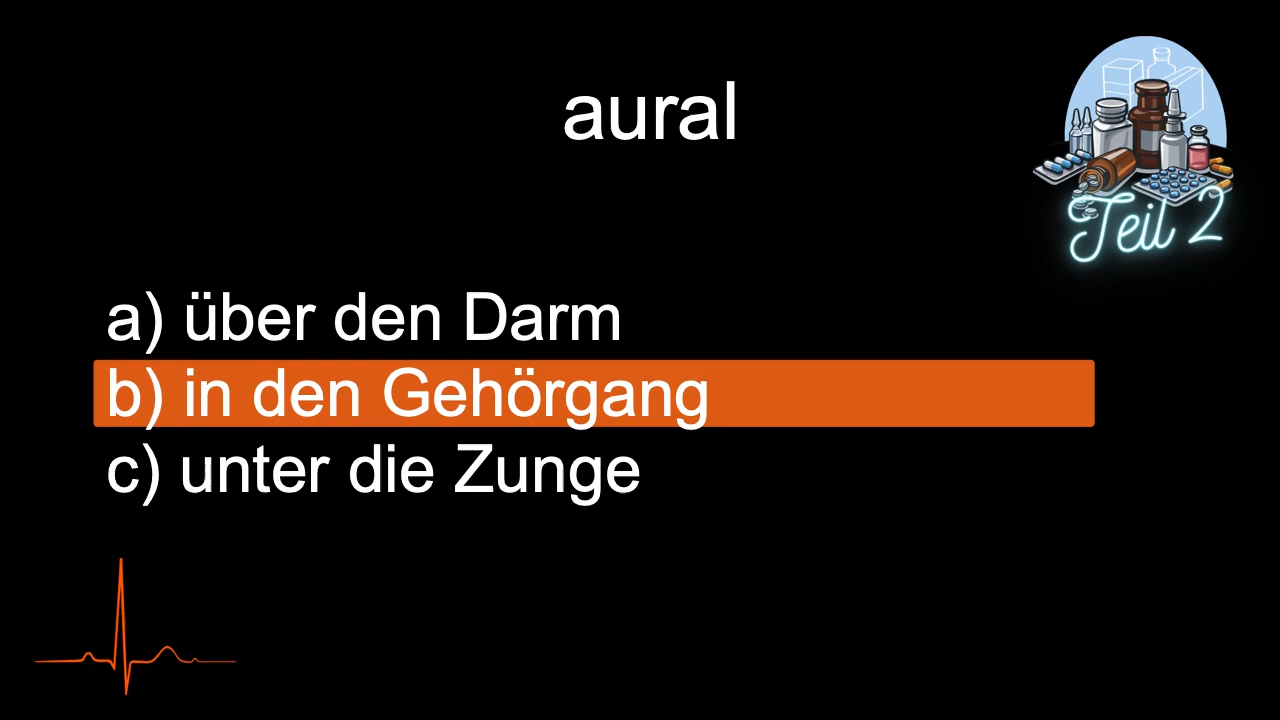 aural
Teil 2
a) über den Darm
b) in den Gehörgang
c) unter die Zunge